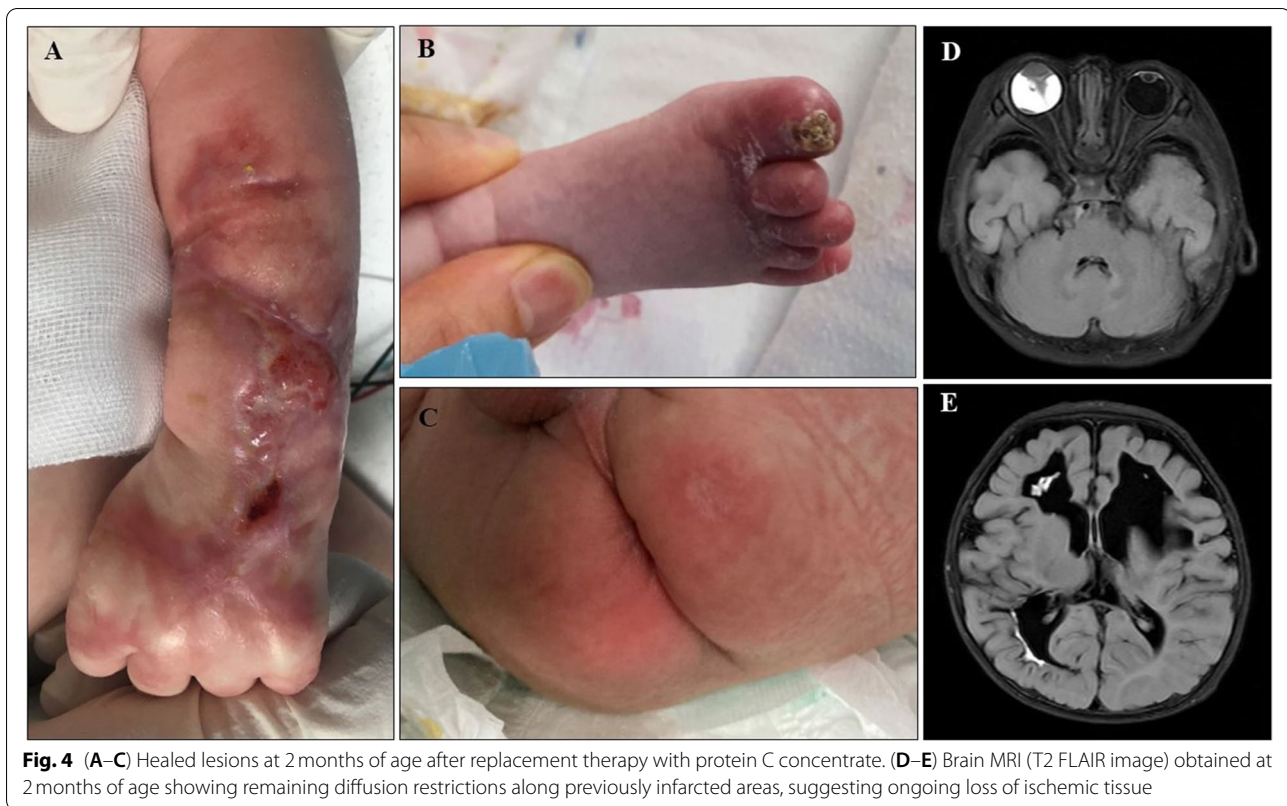 A
B
C
D
E
Fig. 4 (A–C) Healed lesions at 2 months of age after replacement therapy with protein C concentrate. (D–E) Brain MRI (T2 FLAIR image) obtained at
2 months of age showing remaining diffusion restrictions along previously infarcted areas, suggesting ongoing loss of ischemic tissue